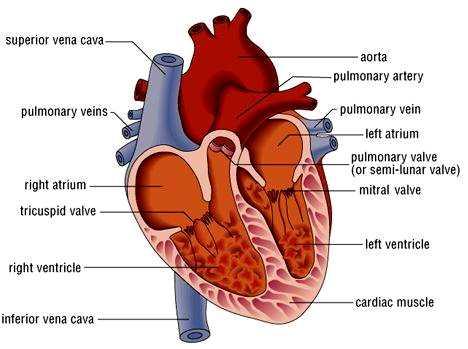 superior vena cava
pulmonary veins
right atrium
tricuspid valve
right ventricle
inferior vena cava
aorta
pulmonary artery
pulmonary vein
left atrium
pulmonary valve
(or semi-lunar valve)
mitral valve
left ventricle
cardiac muscle